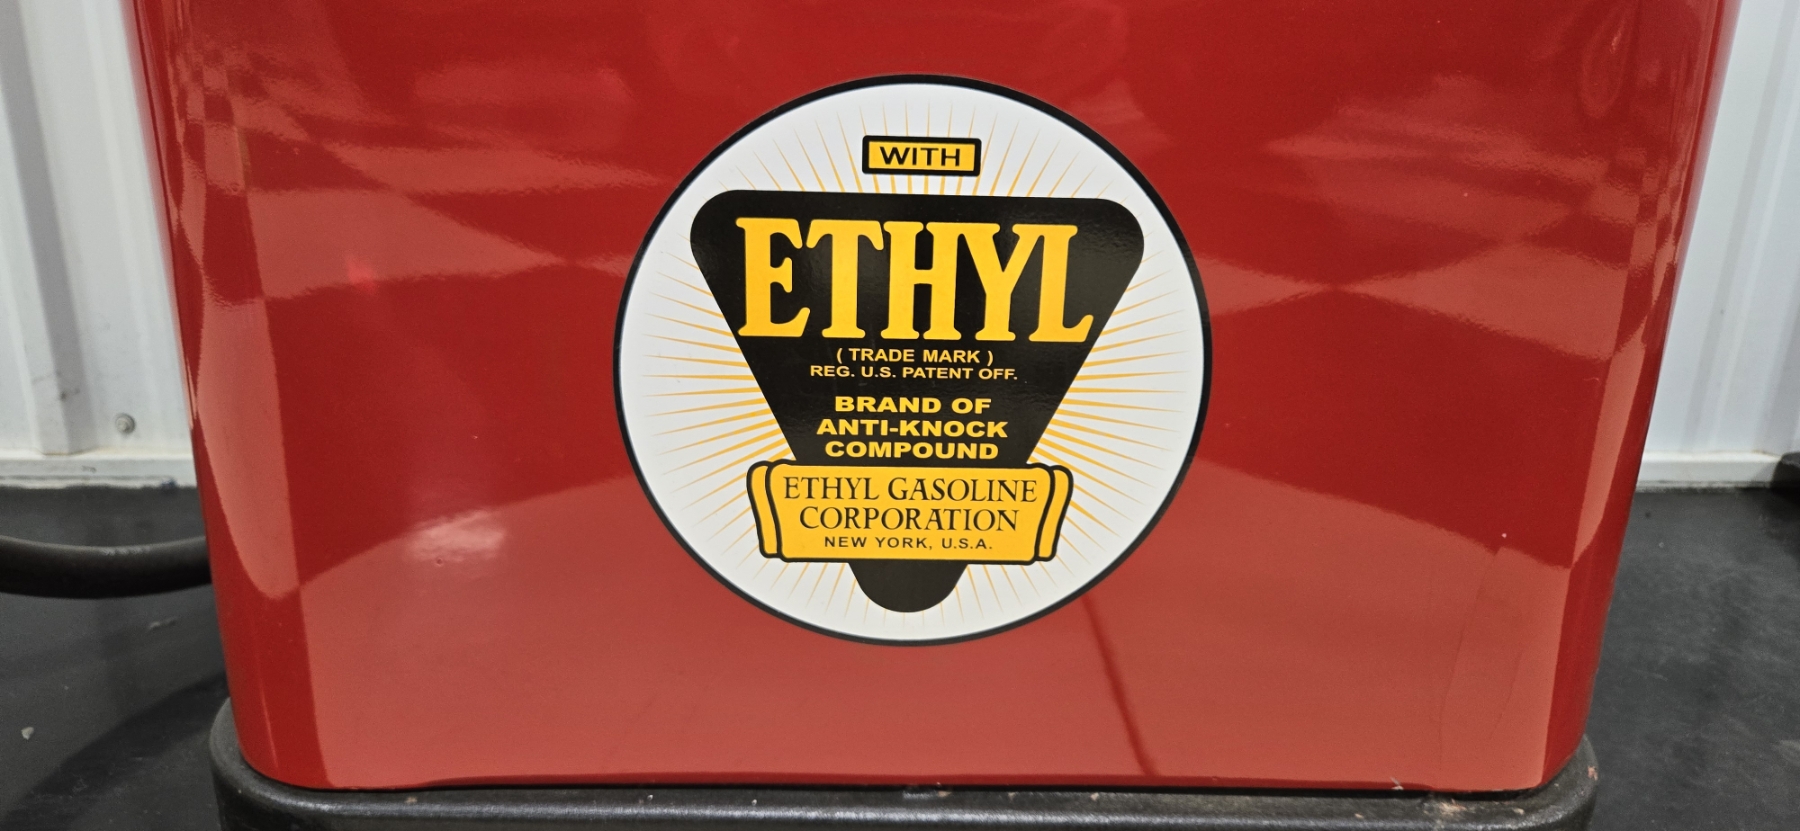 WITH
ETHYL
( TRADE MARK )
REG. U.S. PATENT OFF.
BRAND OF
ANTI-KNOCK
COMPOUND
ETHYL GASOLINE
CORPORATION
NEW YORK, U.S.A.